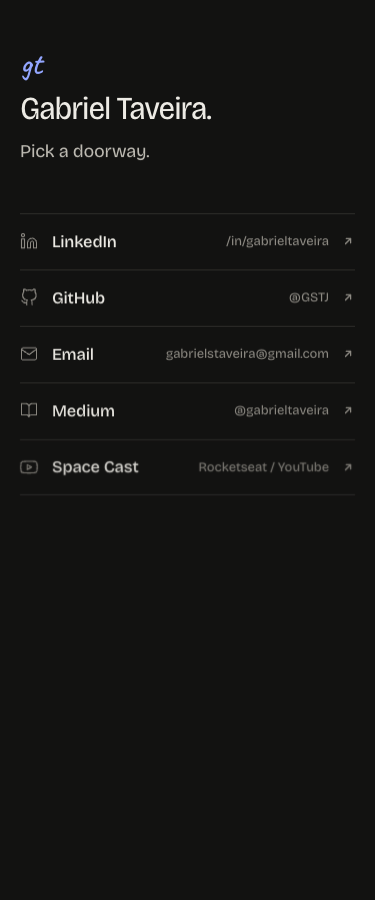 gt
Gabriel Taveira.
Pick a doorway.
LinkedIn /in/gabrieltaveira
GitHub @GSTJ
Email gabrielstaveira@gmail.com
Medium @gabrieltaveira
Space Cast Rocketseat / YouTube